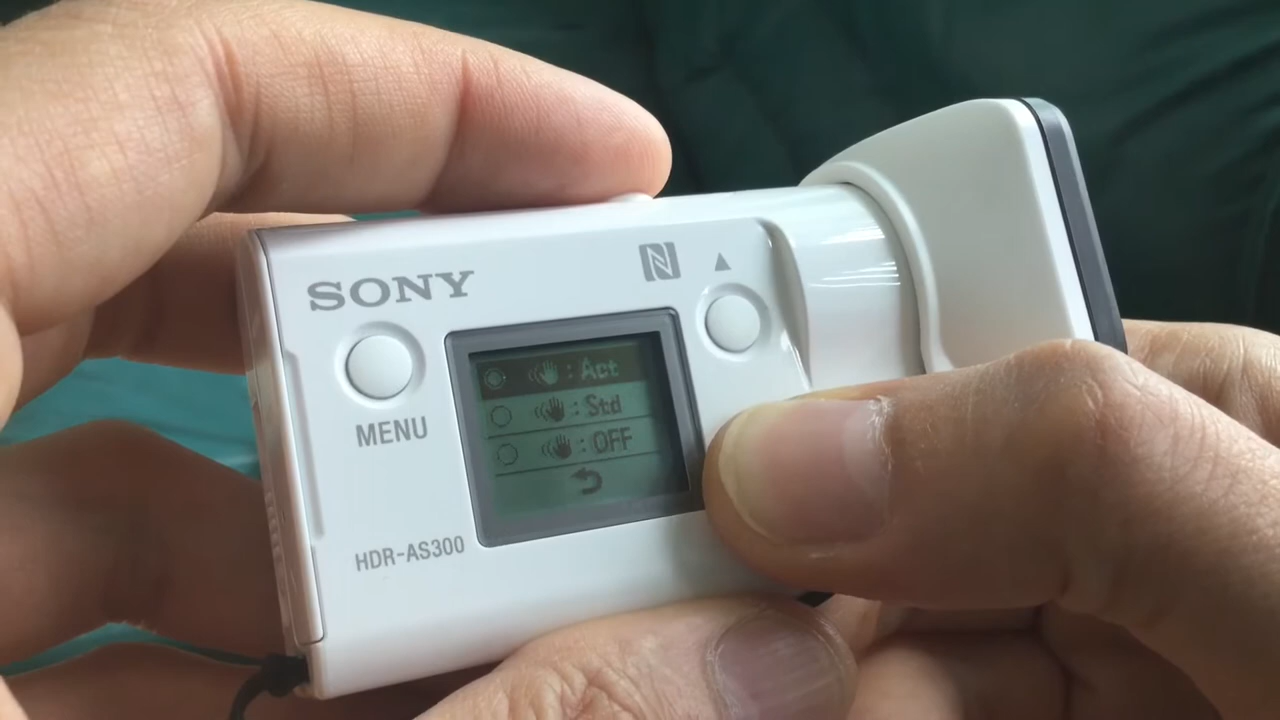 SONY
MENU
: Act
: Std
: OFF
HDR-AS300